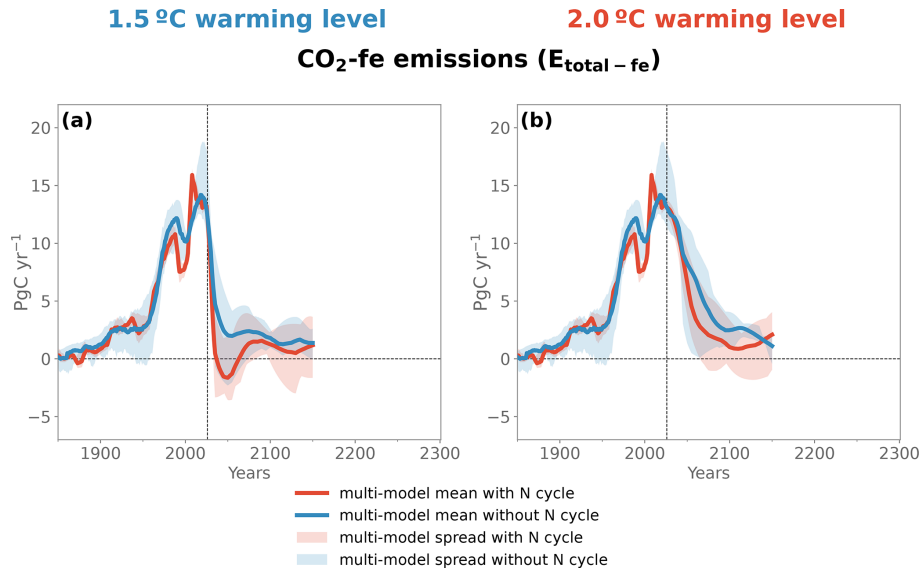 1.5 ºC warming level 2.0 ºC warming level
CO₂-fe emissions (E_total−fe)
(a) (b)
20 20
15 15
10 10
5 5
0 0
−5 −5
PgC yr⁻¹ PgC yr⁻¹
1900 2000 2100 2200 2300 1900 2000 2100 2200 2300
Years Years
multi-model mean with N cycle
multi-model mean without N cycle
multi-model spread with N cycle
multi-model spread without N cycle